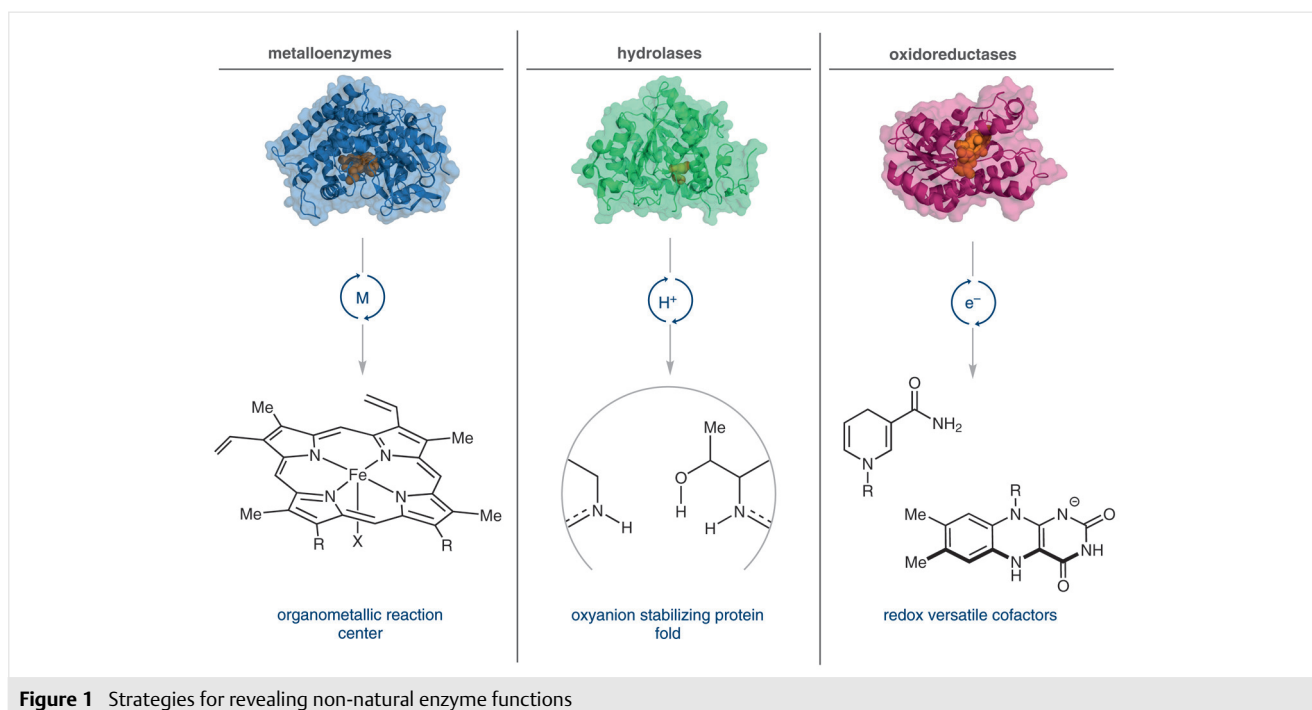 metalloenzymes
hydrolases
oxidoreductases
M
H⁺
e⁻
Me
Me
N
N
Fe
N
N
Me
Me
R
X
R
Me
O
H
N
H
H
N
O
NH₂
N
R
R
Me
N
N
⊖
O
Me
N
H
NH
O
organometallic reaction
center
oxyanion stabilizing protein
fold
redox versatile cofactors
Figure 1 Strategies for revealing non-natural enzyme functions